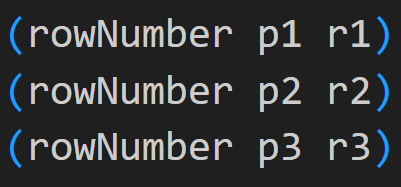 (rowNumber p1 r1)
(rowNumber p2 r2)
(rowNumber p3 r3)